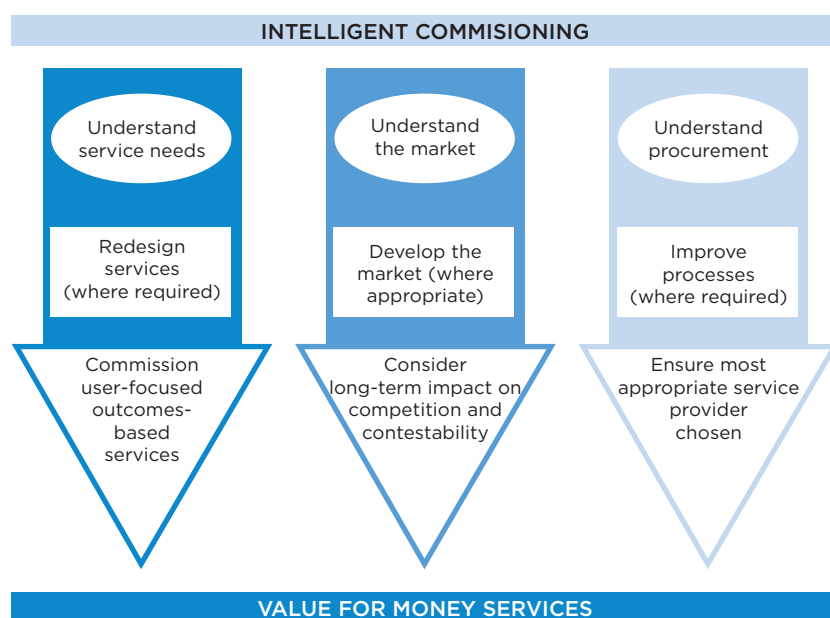 INTELLIGENT COMMISIONING
Understand
service needs
Redesign
services
(where required)
Commission
user-focused
outcomes-
based
services
Understand
the market
Develop the
market (where
appropriate)
Consider
long-term impact on
competition and
contestability
Understand
procurement
Improve
processes
(where required)
Ensure most
appropriate service
provider
chosen
VALUE FOR MONEY SERVICES